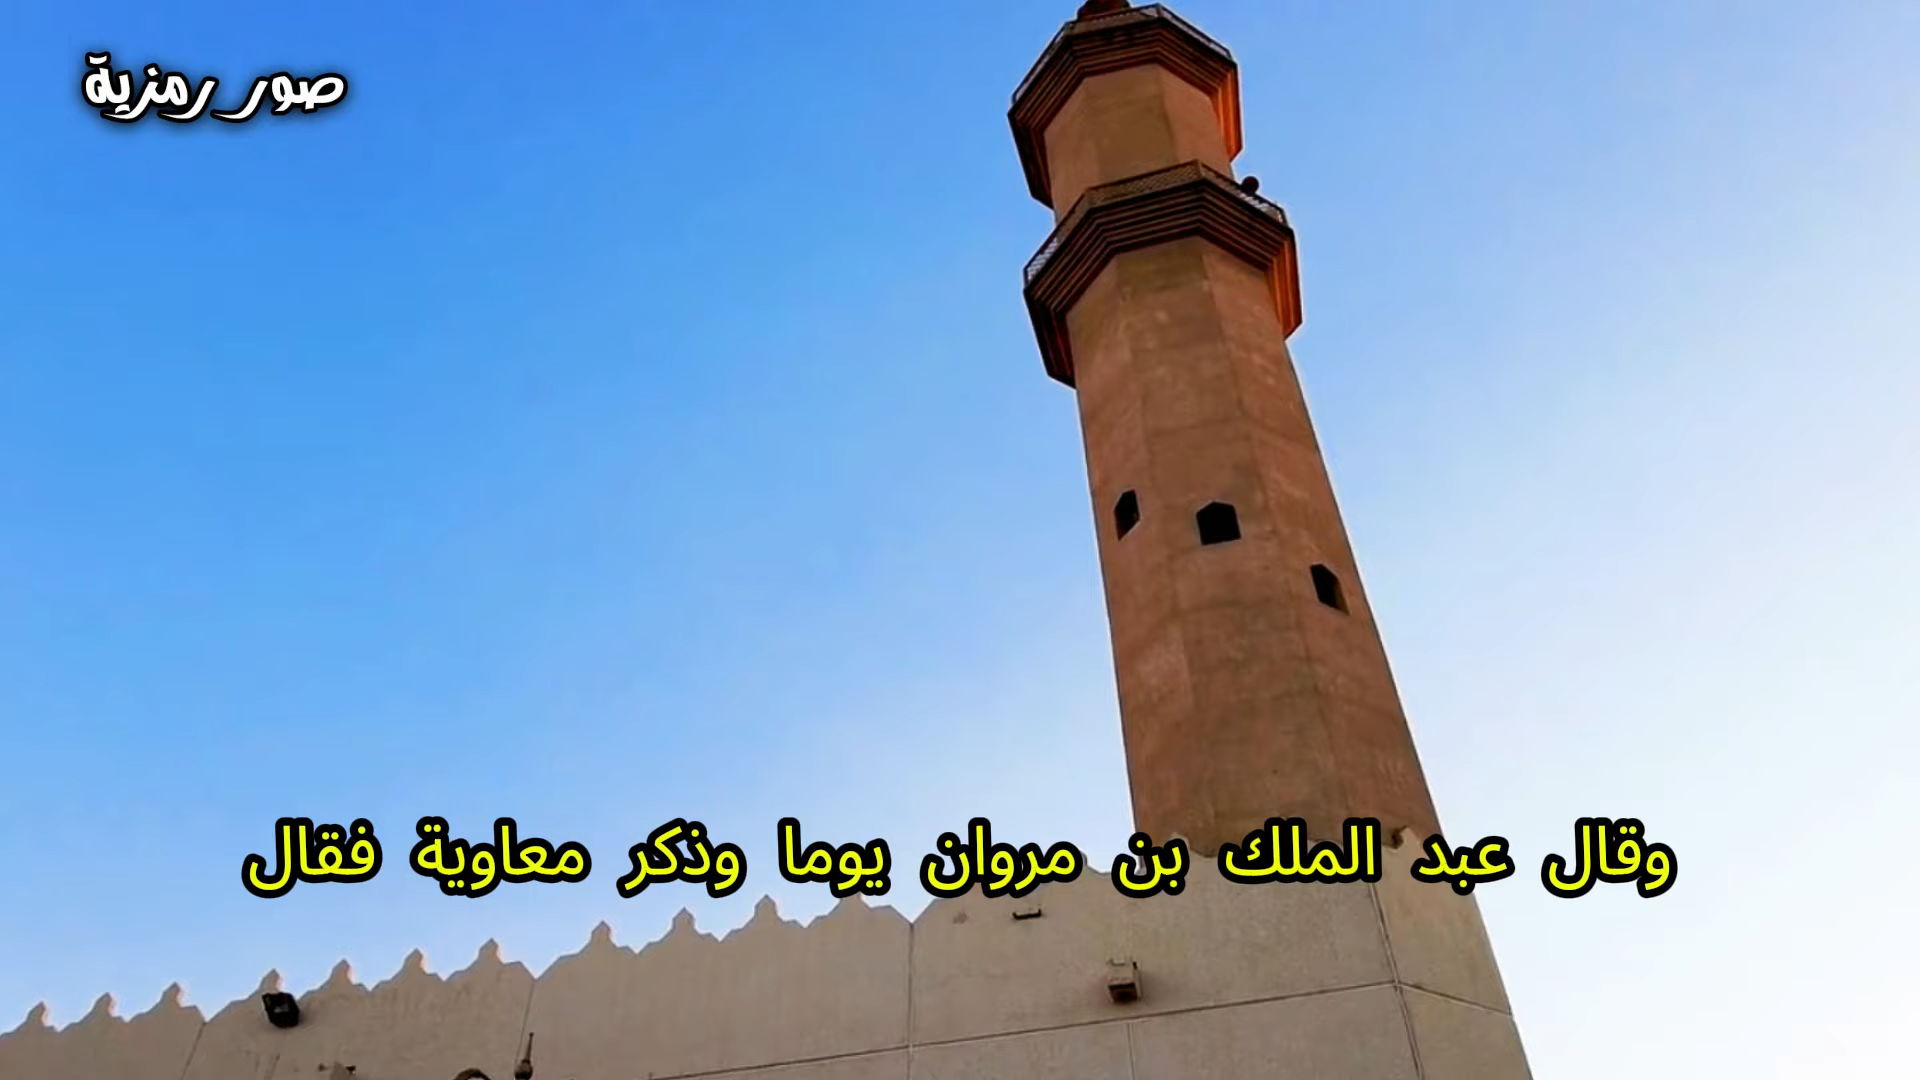 صور رمزية
وقال عبد الملك بن مروان يوما وذكر معاوية فقال